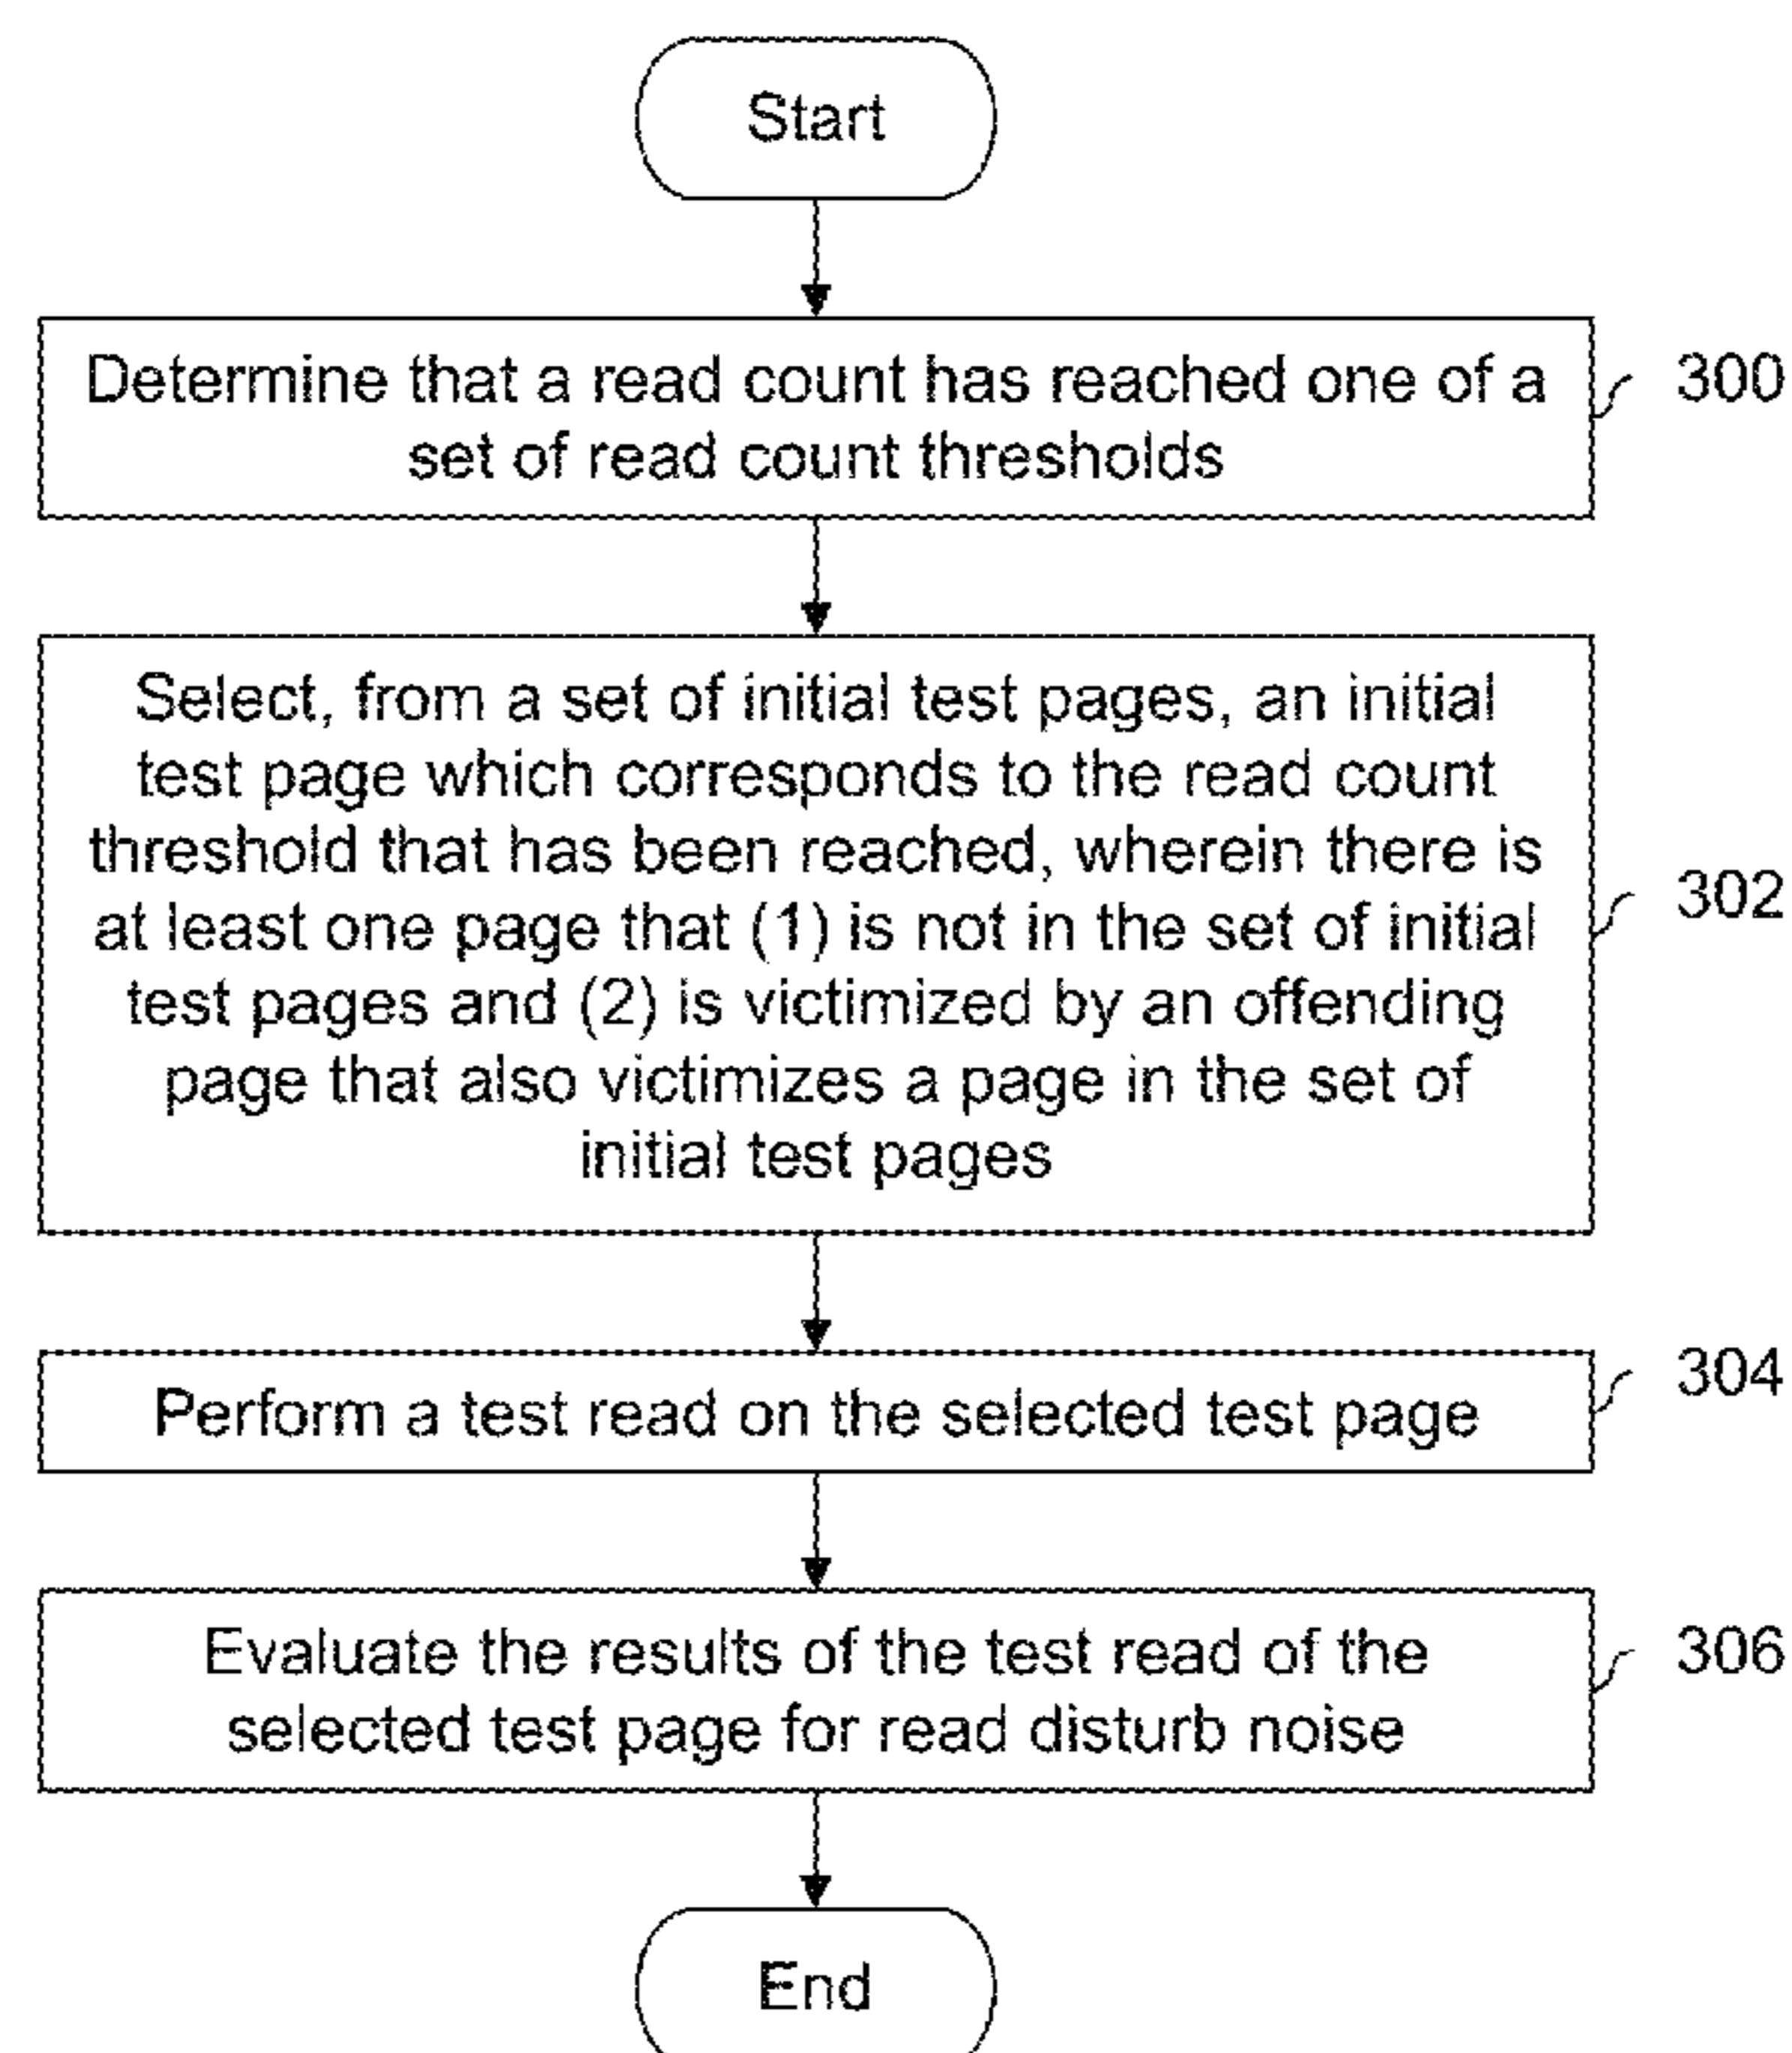 Start
Determine that a read count has reached one of a
set of read count thresholds
300
Select, from a set of initial test pages, an initial
test page which corresponds to the read count
threshold that has been reached, wherein there is
at least one page that (1) is not in the set of initial
test pages and (2) is victimized by an offending
page that also victimizes a page in the set of
initial test pages
302
Perform a test read on the selected test page
304
Evaluate the results of the test read of the
selected test page for read disturb noise
306
End